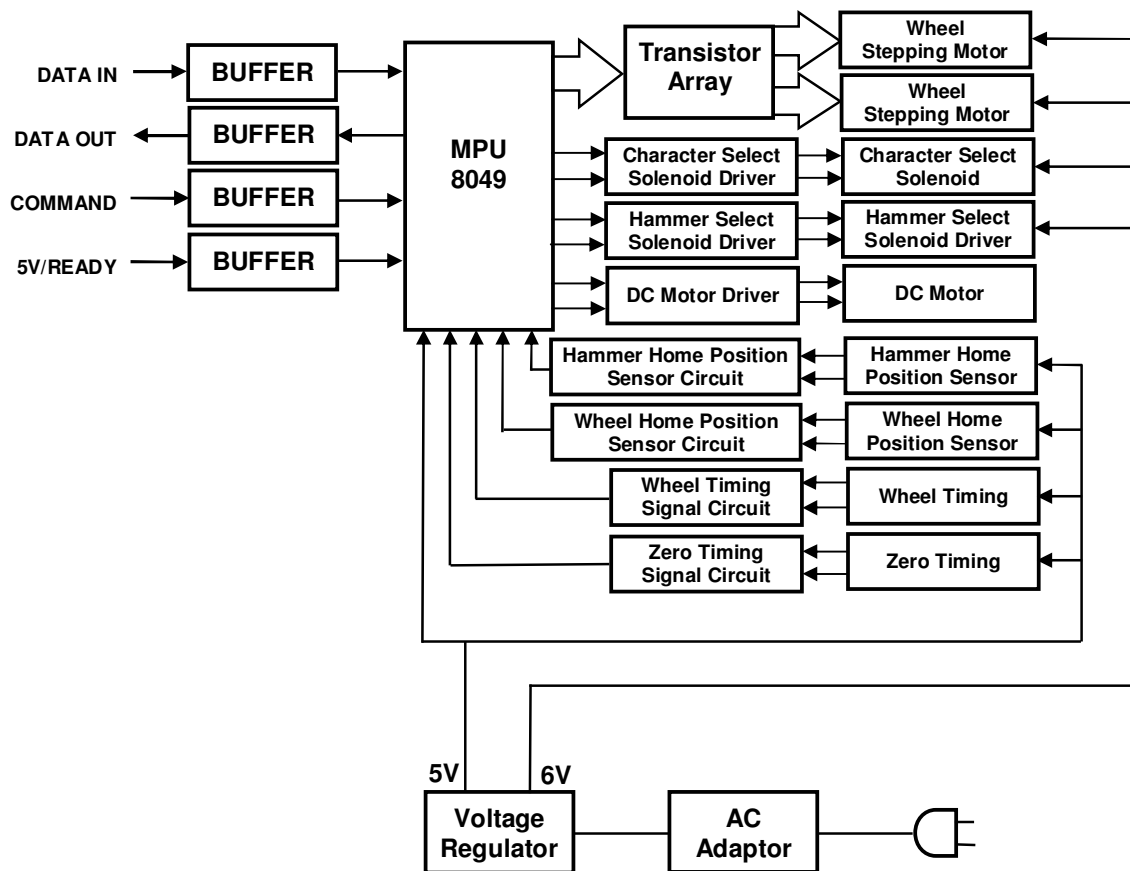 DATA IN
BUFFER
DATA OUT
BUFFER
COMMAND
BUFFER
5V/READY
BUFFER
MPU
8049
Transistor
Array
Wheel
Stepping Motor
Wheel
Stepping Motor
Character Select
Solenoid Driver
Character Select
Solenoid
Hammer Select
Solenoid Driver
Hammer Select
Solenoid Driver
DC Motor Driver
DC Motor
Hammer Home Position
Sensor Circuit
Hammer Home
Position Sensor
Wheel Home Position
Sensor Circuit
Wheel Home
Position Sensor
Wheel Timing
Signal Circuit
Wheel Timing
Zero Timing
Signal Circuit
Zero Timing
5V
6V
Voltage
Regulator
AC
Adaptor